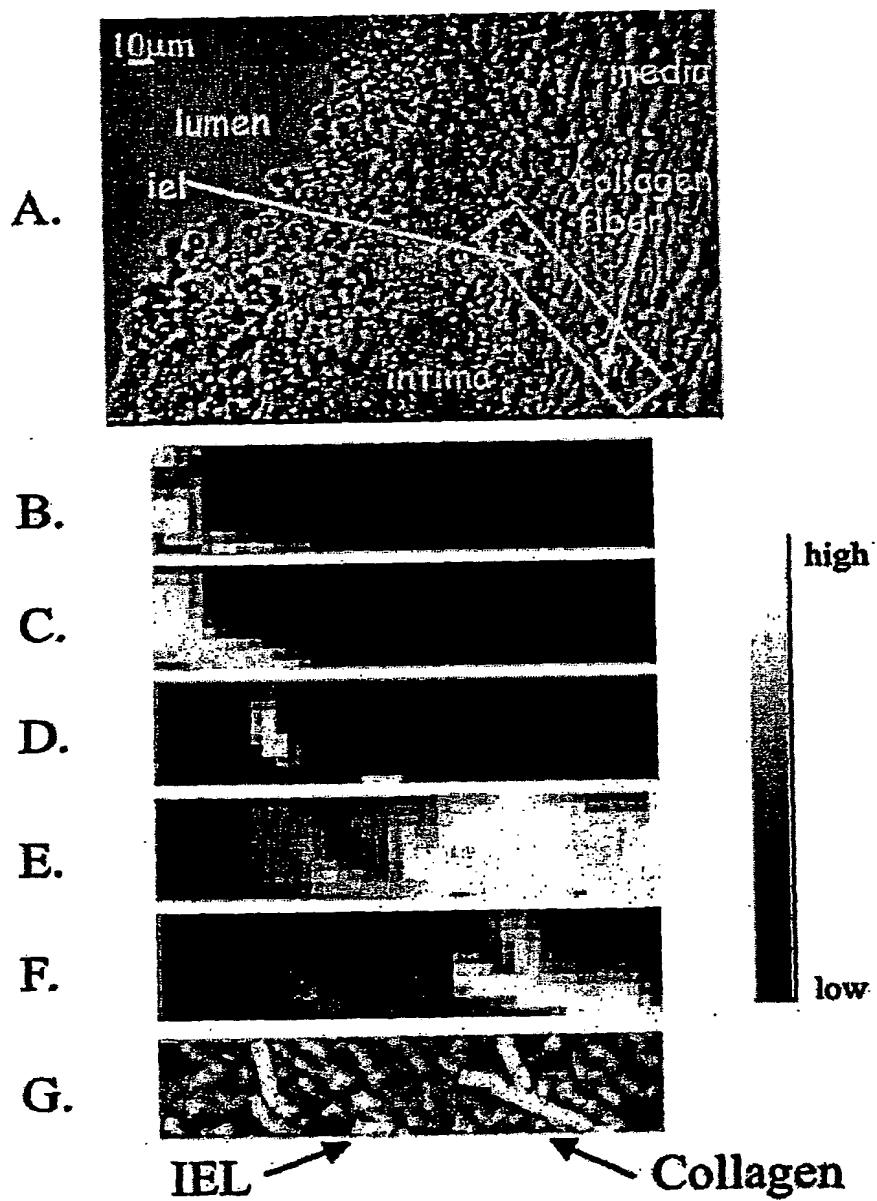 10µm
media
lumen
iel
collagen
fiber
A.
intima
B.
high
C.
D.
E.
F.
low
G.
IEL
Collagen